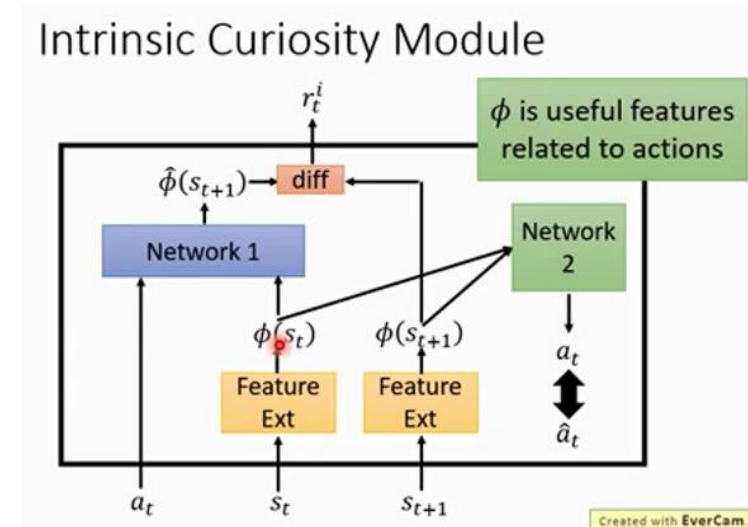 Intrinsic Curiosity Module
r_t^i
ϕ is useful features
related to actions
ϕ̂(s_{t+1})
diff
Network 1
Network
2
ϕ(s_t)
ϕ(s_{t+1})
a_t
Feature
Ext
Feature
Ext
â_t
a_t
s_t
s_{t+1}
Created with EverCam.